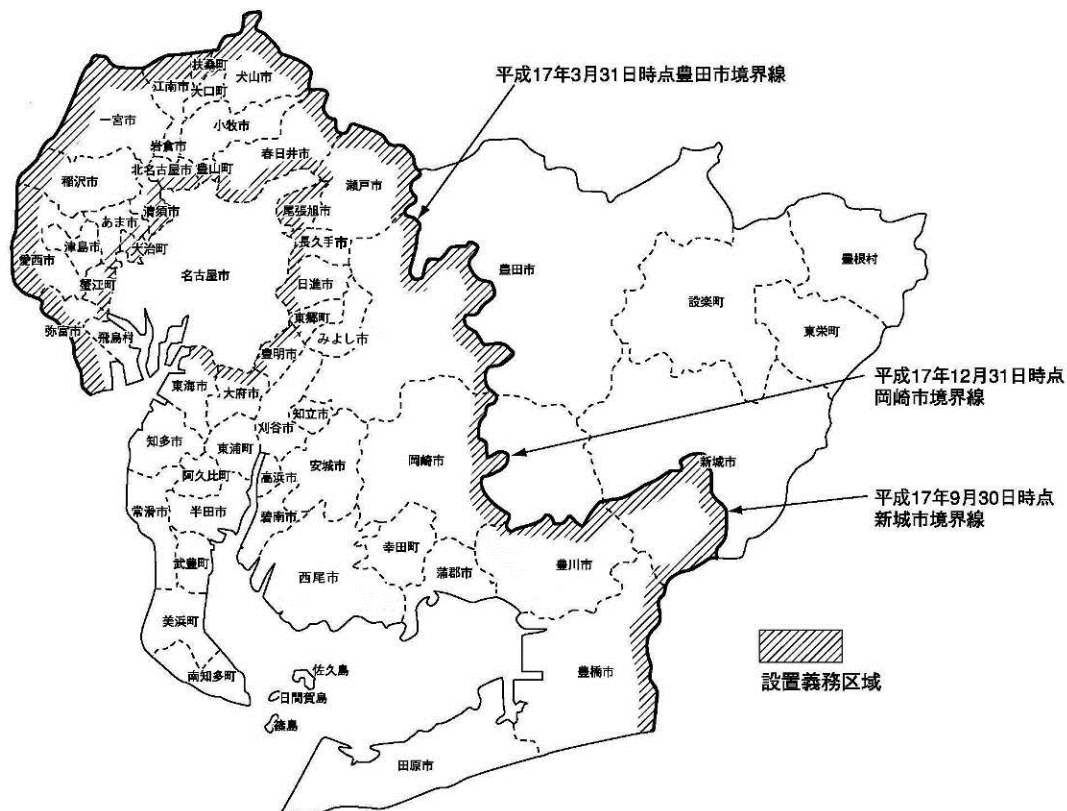 平成17年3月31日時点豊田市境界線
扶桑町
犬山市
江南市
大口町
一宮市
小牧市
岩倉市
春日井市
北名古屋市
豊山町
稲沢市
瀬戸市
清須市
尾張旭市
あま市
津島市
大治町
長久手市
愛西市
名古屋市
豊田市
豊根村
蟹江町
日進市
設楽町
東郷町
東栄町
弥富市
飛島村
みよし市
豊明市
平成17年12月31日時点
岡崎市境界線
東海市
大府市
知立市
刈谷市
知多市
東浦町
岡崎市
安城市
新城市
阿久比町
高浜市
平成17年9月30日時点
新城市境界線
常滑市
半田市
碧南市
幸田町
武豊町
西尾市
蒲郡市
豊川市
美浜町
南知多町
佐久島
豊橋市
設置義務区域
日間賀島
篠島
田原市